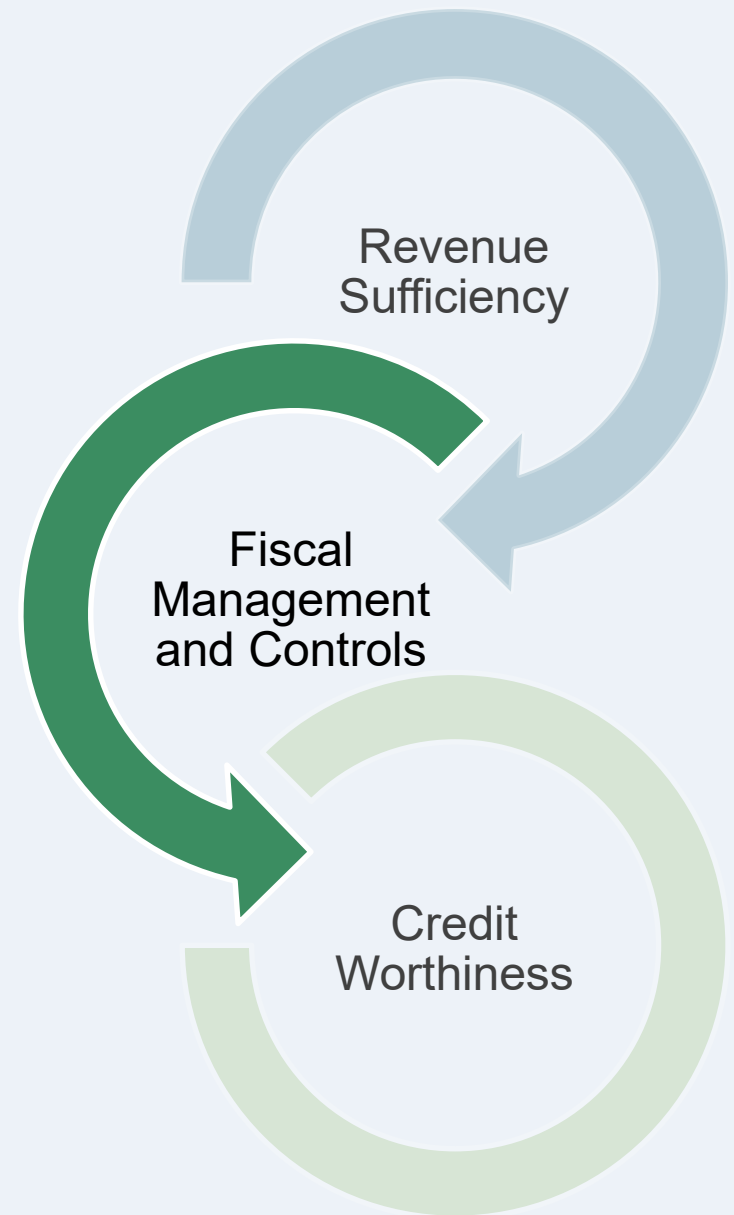 Revenue
Sufficiency
Fiscal
Management
and Controls
Credit
Worthiness